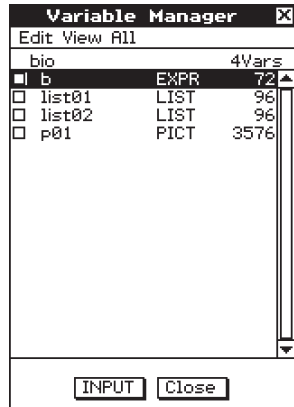 Variable Manager
Edit View All
bio 4Vars
b EXPR 72
list01 LIST 96
list02 LIST 96
p01 PICT 3576
INPUT Close